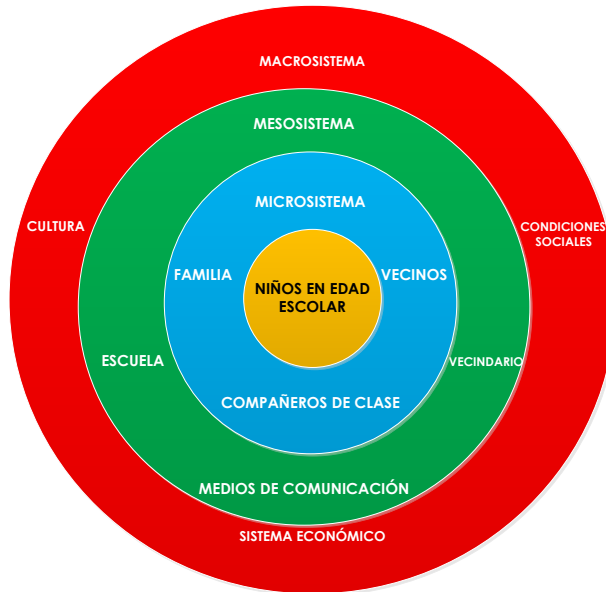 MACROSISTEMA
MESOSISTEMA
MICROSISTEMA
CULTURA
CONDICIONES
SOCIALES
FAMILIA
VECINOS
NIÑOS EN EDAD
ESCOLAR
ESCUELA
VECINDARIO
COMPAÑEROS DE CLASE
MEDIOS DE COMUNICACIÓN
SISTEMA ECONÓMICO